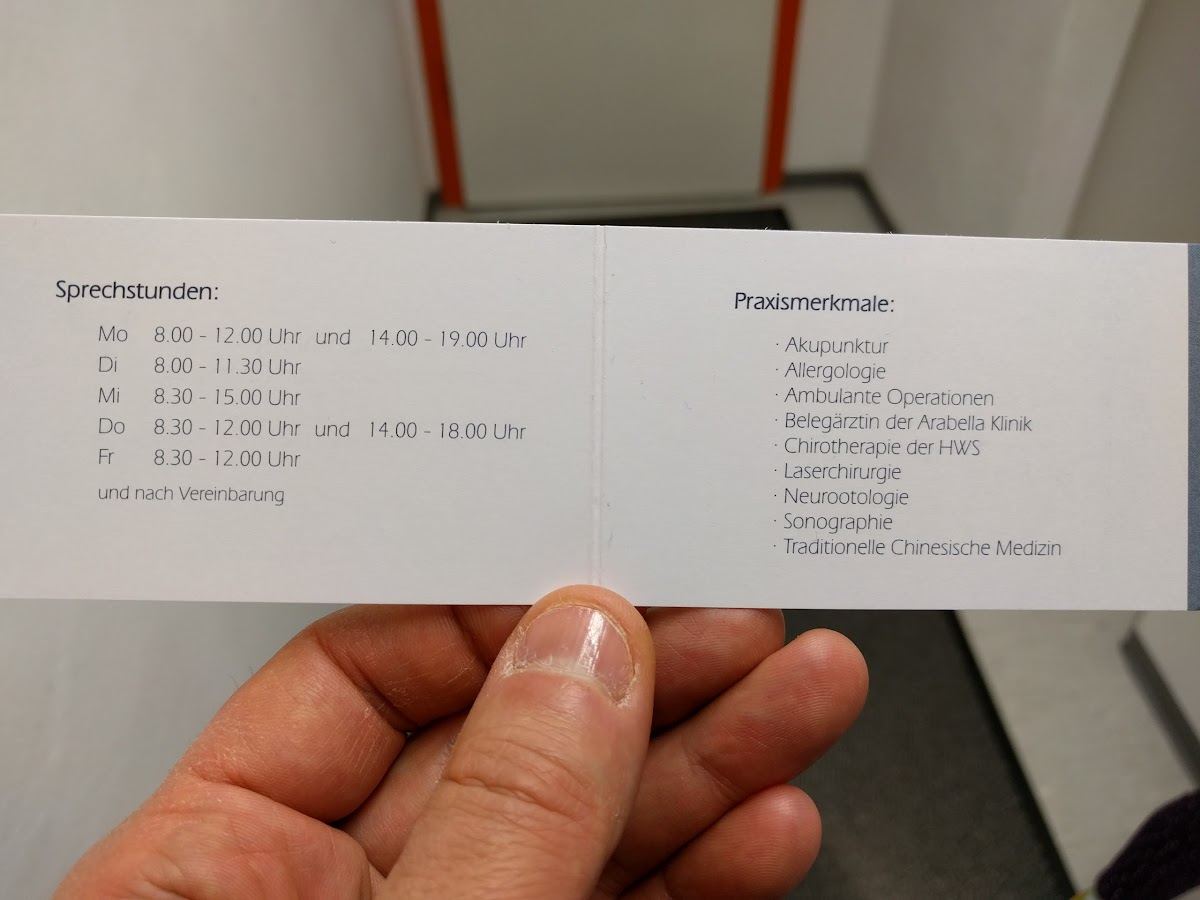 Sprechstunden:
Mo 8.00 - 12.00 Uhr und 14.00 - 19.00 Uhr
Di 8.00 - 11.30 Uhr
Mi 8.30 - 15.00 Uhr
Do 8.30 - 12.00 Uhr und 14.00 - 18.00 Uhr
Fr 8.30 - 12.00 Uhr
und nach Vereinbarung
Praxismerkmale:
· Akupunktur
· Allergologie
· Ambulante Operationen
· Belegärztin der Arabella Klinik
· Chirotherapie der HWS
· Laserchirurgie
· Neurootologie
· Sonographie
· Traditionelle Chinesische Medizin